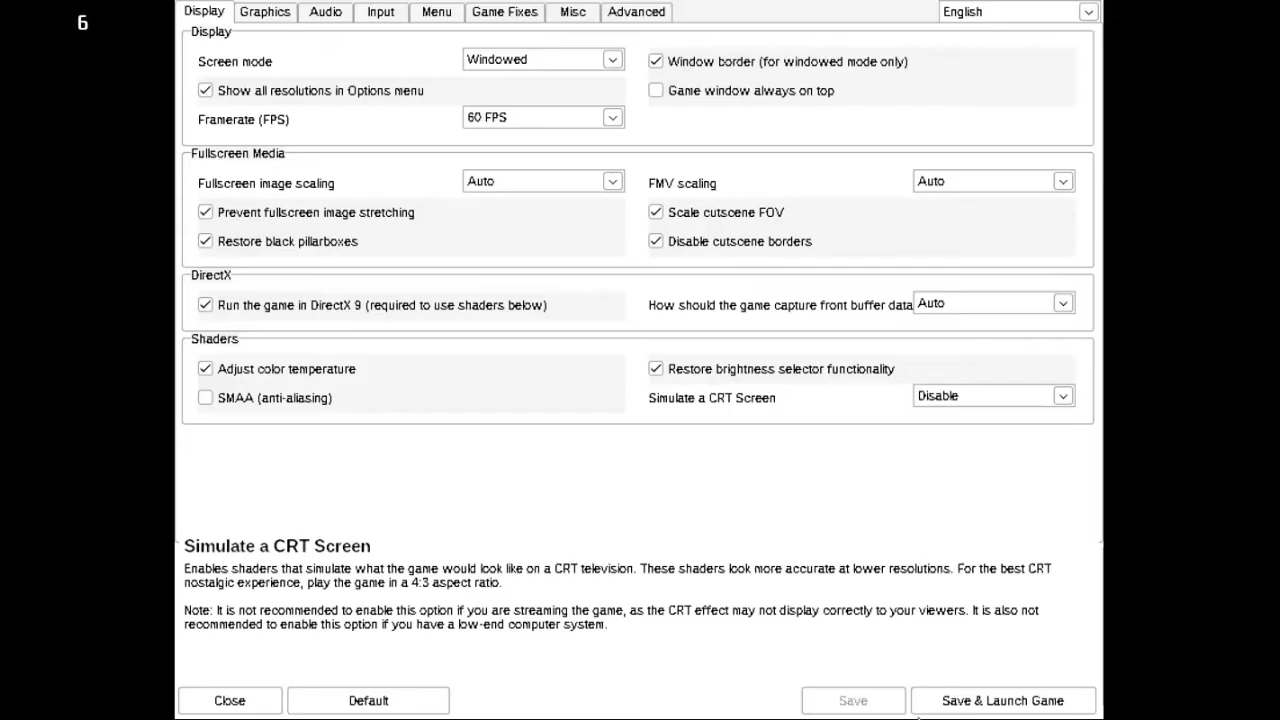 6
Display Graphics Audio Input Menu Game Fixes Misc Advanced English
Display
Screen mode Windowed Window border (for windowed mode only)
Show all resolutions in Options menu Game window always on top
Framerate (FPS) 60 FPS
Fullscreen Media
Fullscreen image scaling Auto FMV scaling Auto
Prevent fullscreen image stretching Scale cutscene FOV
Restore black pillarboxes Disable cutscene borders
DirectX
Run the game in DirectX 9 (required to use shaders below) How should the game capture front buffer data Auto
Shaders
Adjust color temperature Restore brightness selector functionality
SMAA (anti-aliasing) Simulate a CRT Screen Disable
Simulate a CRT Screen
Enables shaders that simulate what the game would look like on a CRT television. These shaders look more accurate at lower resolutions. For the best CRT
nostalgic experience, play the game in a 4:3 aspect ratio.
Note: It is not recommended to enable this option if you are streaming the game, as the CRT effect may not display correctly to your viewers. It is also not
recommended to enable this option if you have a low-end computer system.
Close Default Save Save & Launch Game